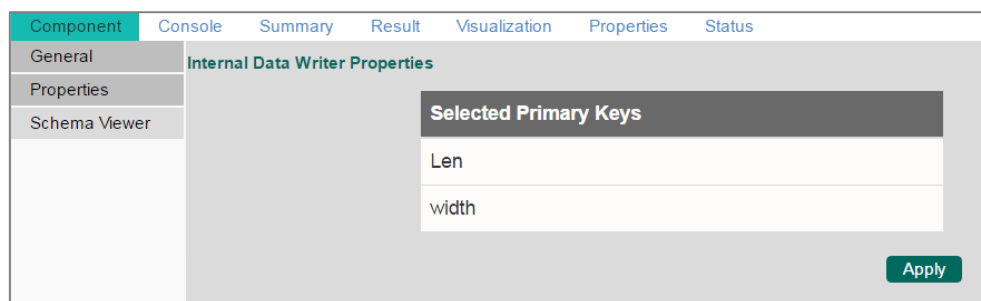 Component Console Summary Result Visualization Properties Status
General
Internal Data Writer Properties
Properties
Schema Viewer
Selected Primary Keys
Len
width
Apply